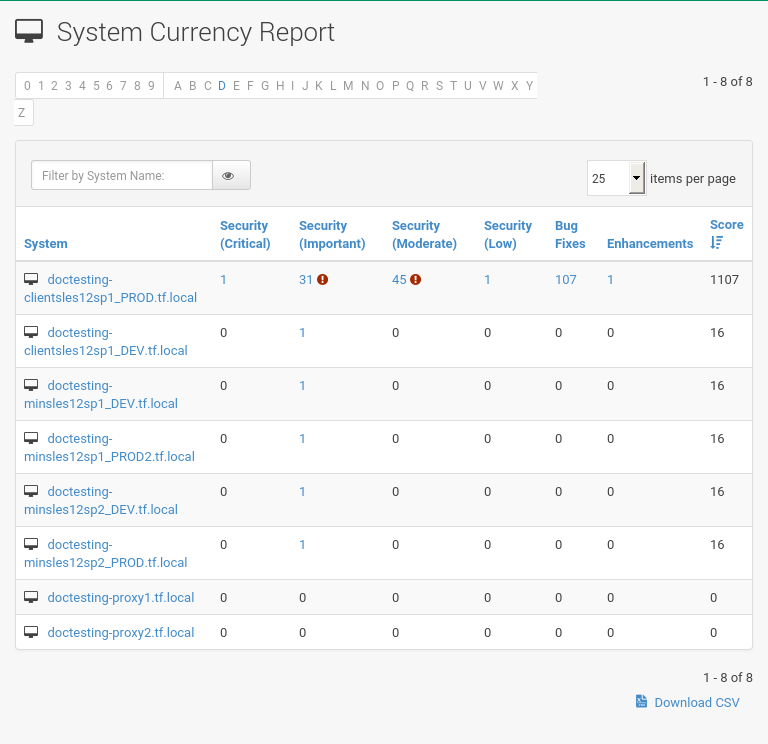 System Currency Report
0 1 2 3 4 5 6 7 8 9 A B C D E F G H I J K L M N O P Q R S T U V W X Y
Z
1 - 8 of 8
Filter by System Name:
25 items per page
System Security (Critical) Security (Important) Security (Moderate) Security (Low) Bug Fixes Enhancements Score
doctesting-
clientsles12sp1_PROD.tf.local 1 31 45 1 107 1 1107
doctesting-
clientsles12sp1_DEV.tf.local 0 1 0 0 0 0 16
doctesting-
minsles12sp1_DEV.tf.local 0 1 0 0 0 0 16
doctesting-
minsles12sp1_PROD2.tf.local 0 1 0 0 0 0 16
doctesting-
minsles12sp2_DEV.tf.local 0 1 0 0 0 0 16
doctesting-
minsles12sp2_PROD.tf.local 0 1 0 0 0 0 16
doctesting-proxy1.tf.local 0 0 0 0 0 0 0
doctesting-proxy2.tf.local 0 0 0 0 0 0 0
1 - 8 of 8
Download CSV